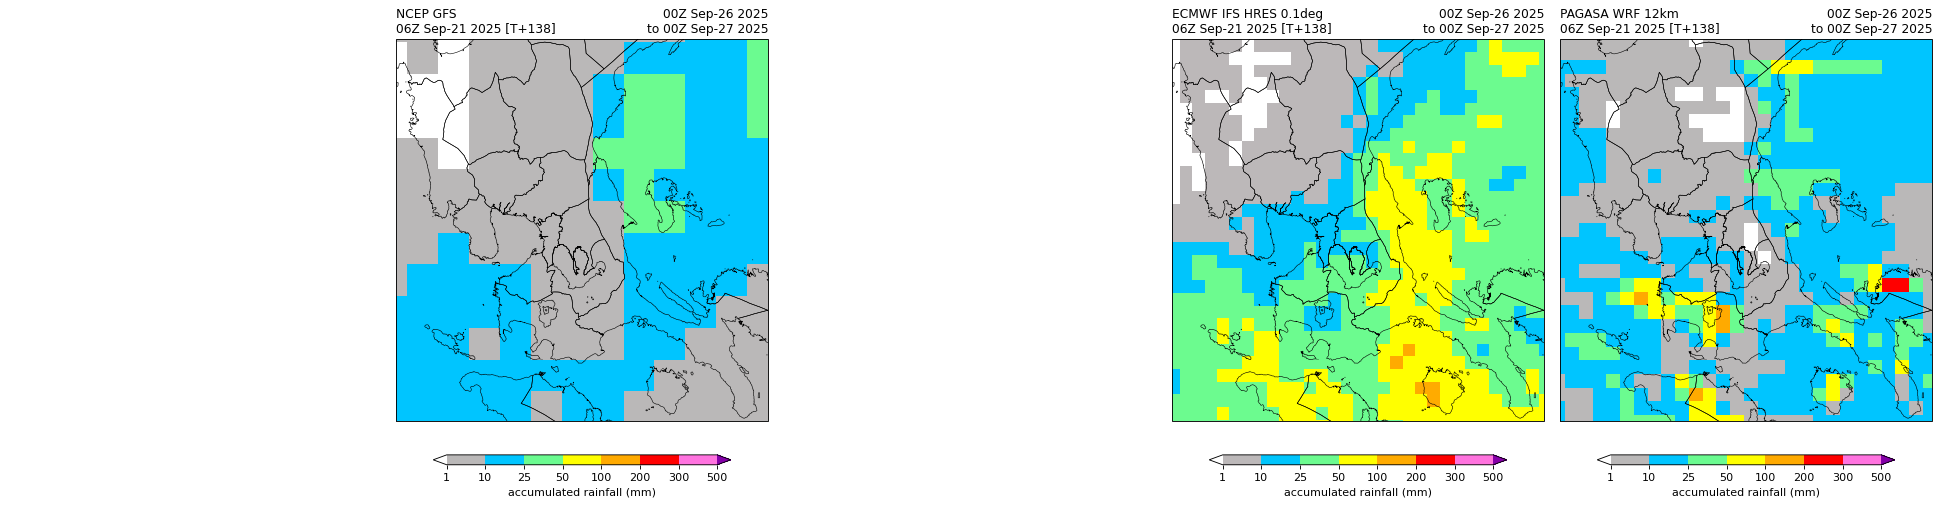 NCEP GFS 00Z Sep-26 2025
06Z Sep-21 2025 [T+138] to 00Z Sep-27 2025
1 10 25 50 100 200 300 500
accumulated rainfall (mm)
ECMWF IFS HRES 0.1deg 00Z Sep-26 2025
06Z Sep-21 2025 [T+138] to 00Z Sep-27 2025
1 10 25 50 100 200 300 500
accumulated rainfall (mm)
PAGASA WRF 12km 00Z Sep-26 2025
06Z Sep-21 2025 [T+138] to 00Z Sep-27 2025
1 10 25 50 100 200 300 500
accumulated rainfall (mm)